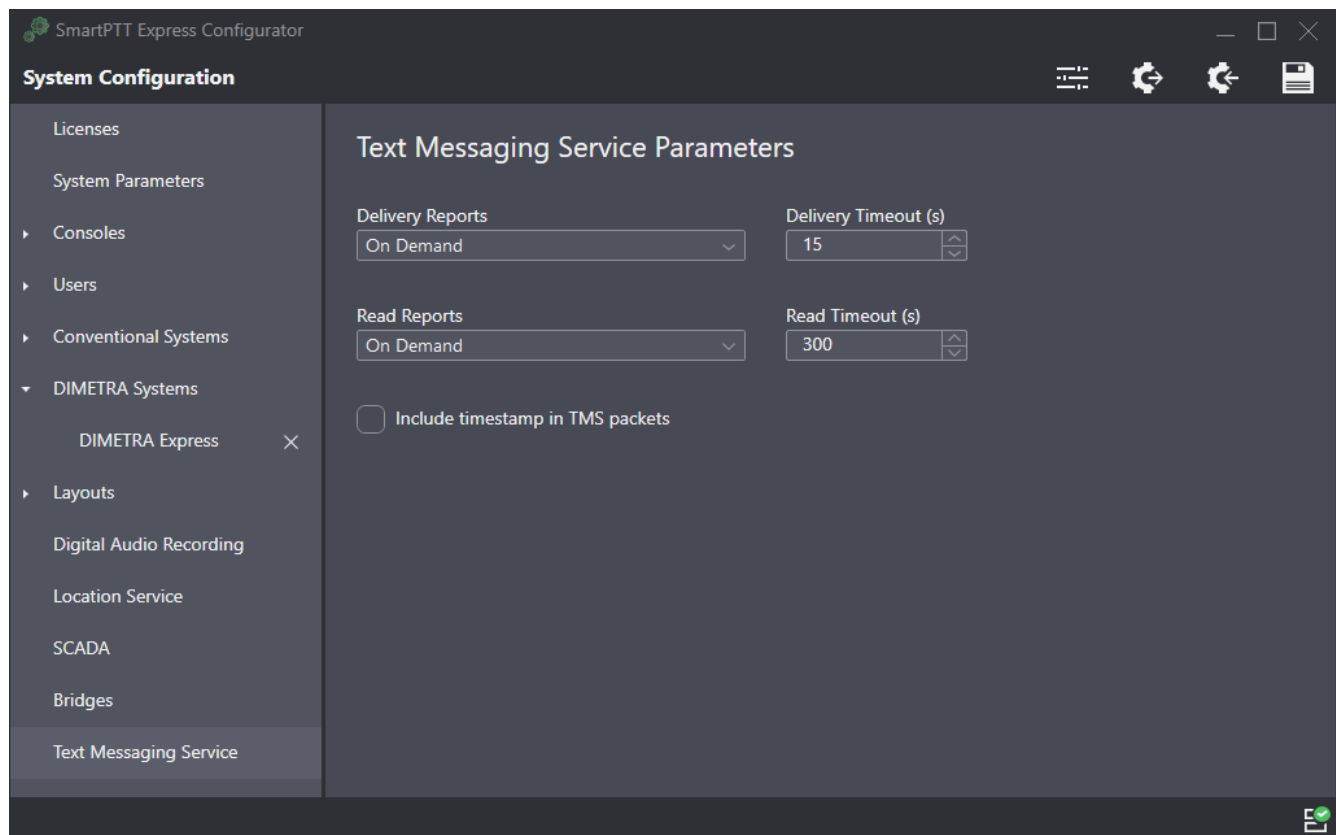 SmartPTT Express Configurator
System Configuration
Licenses
System Parameters
Consoles
Users
Conventional Systems
DIMETRA Systems
DIMETRA Express
Layouts
Digital Audio Recording
Location Service
SCADA
Bridges
Text Messaging Service
Text Messaging Service Parameters
Delivery Reports
On Demand
Delivery Timeout (s)
15
Read Reports
On Demand
Read Timeout (s)
300
Include timestamp in TMS packets